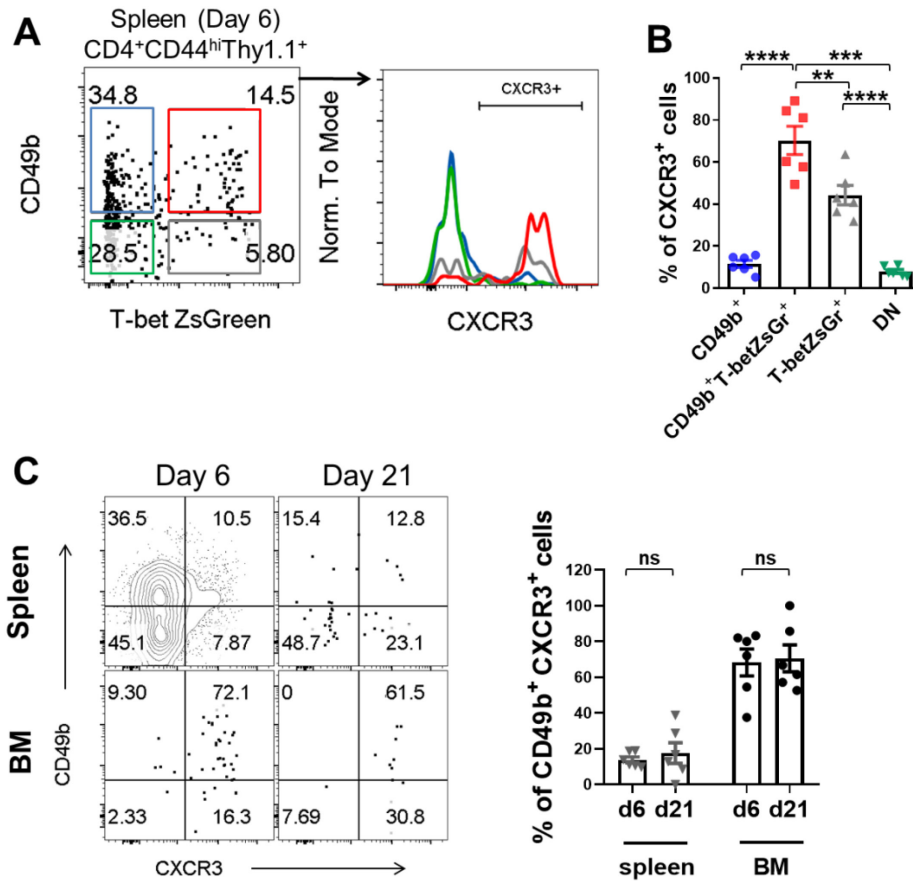 A
Spleen (Day 6)
CD4+CD44hiThy1.1+
34.8
14.5
28.5
5.80
CD49b
T-bet ZsGreen
Norm. To Mode
CXCR3+
CXCR3
B
**** ***
**
****
% of CXCR3+ cells
100
80
60
40
20
0
CD49b+
CD49b+T-betZsGr+
T-betZsGr+
DN
C
Day 6 Day 21
Spleen
36.5 10.5 15.4 12.8
45.1 7.87 48.7 23.1
BM
9.30 72.1 0 61.5
2.33 16.3 7.69 30.8
CD49b
CXCR3
% of CD49b+ CXCR3+ cells
ns ns
120
100
80
60
40
20
0
d6 d21 d6 d21
spleen BM